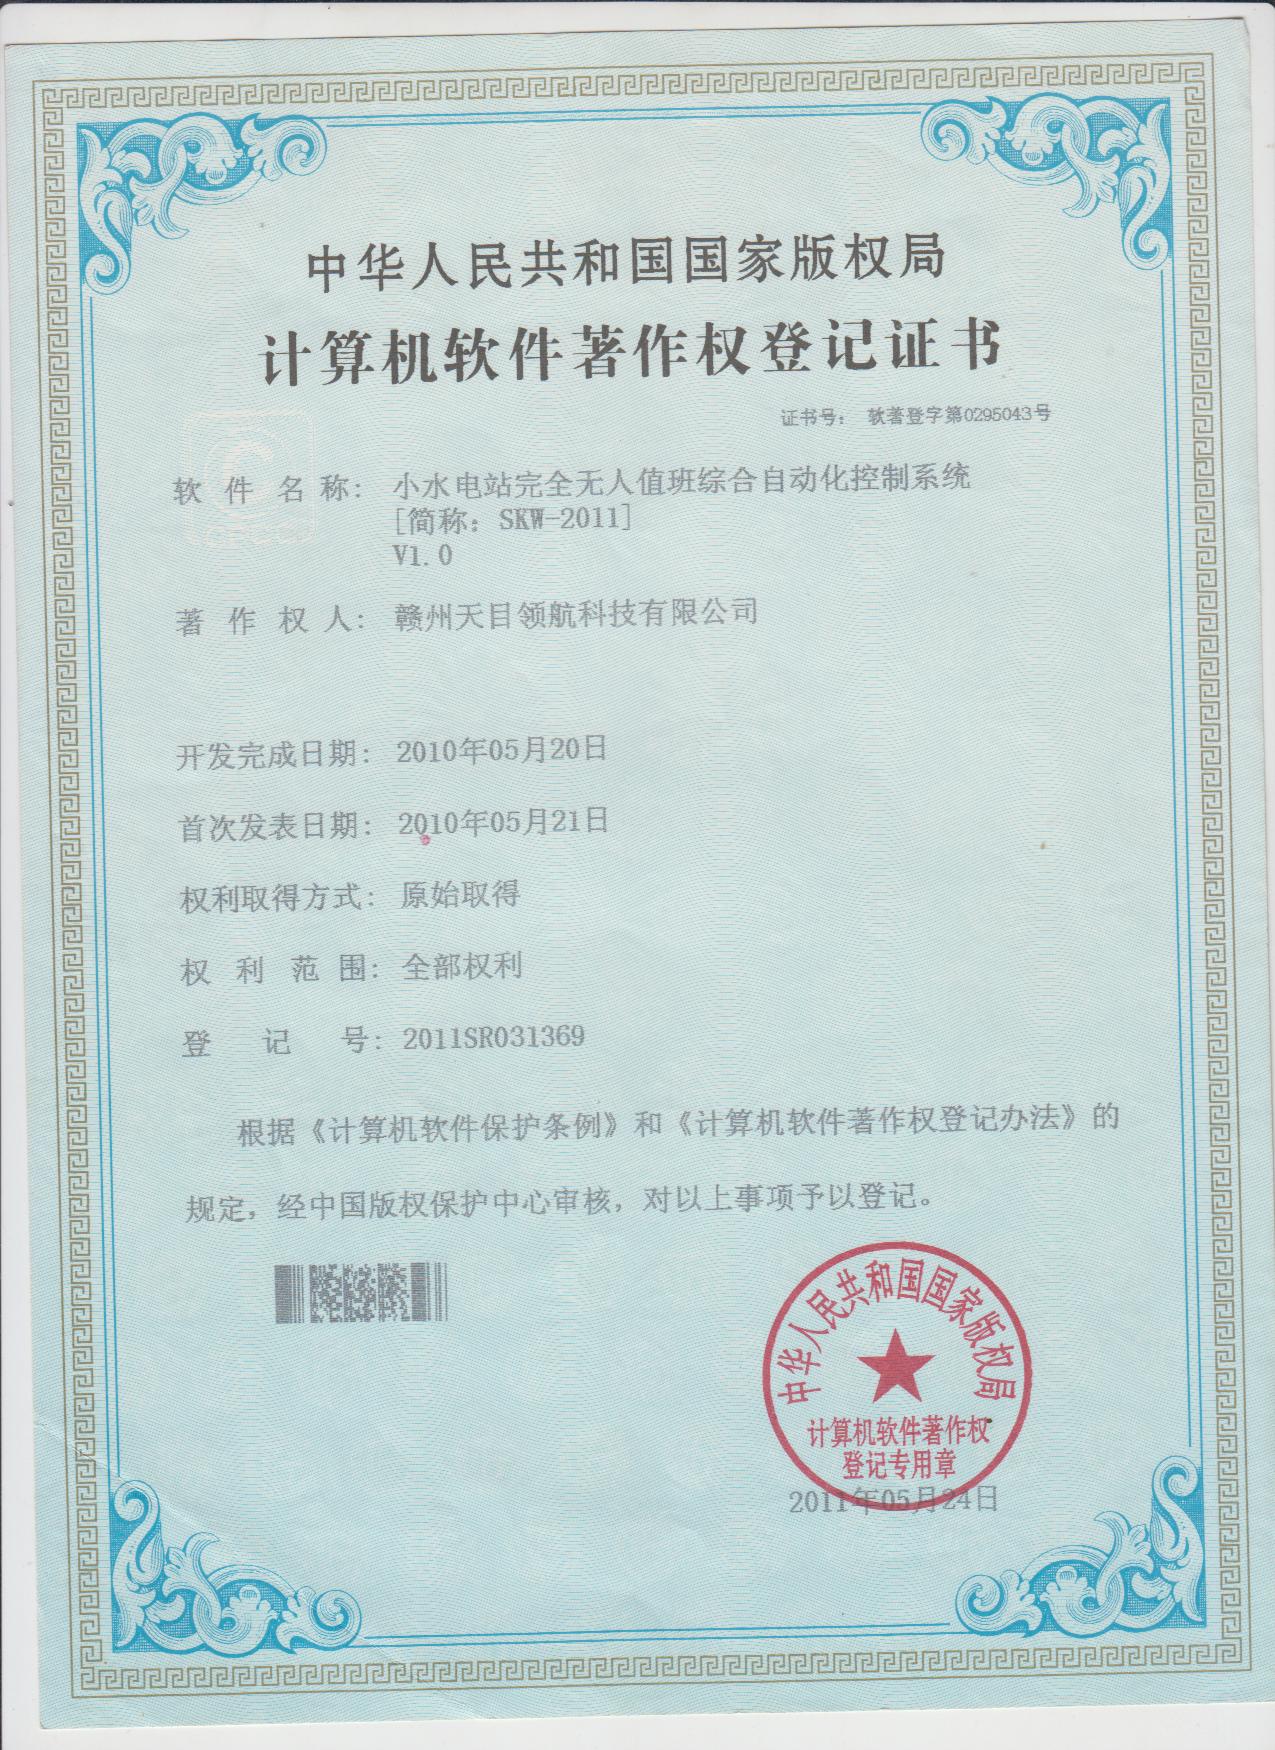 中华人民共和国国家版权局
计算机软件著作权登记证书
证书号： 软著登字第0295043号
软件名称： 小水电站完全无人值班综合自动化控制系统
[简称：SKW-2011]
V1.0
著作权人： 赣州天目领航科技有限公司
开发完成日期： 2010年05月20日
首次发表日期： 2010年05月21日
权利取得方式： 原始取得
权利范围： 全部权利
登记号： 2011SR031369
根据《计算机软件保护条例》和《计算机软件著作权登记办法》的
规定，经中国版权保护中心审核，对以上事项予以登记。
中华人民共和国国家版权局
计算机软件著作权
登记专用章
2011年05月24日